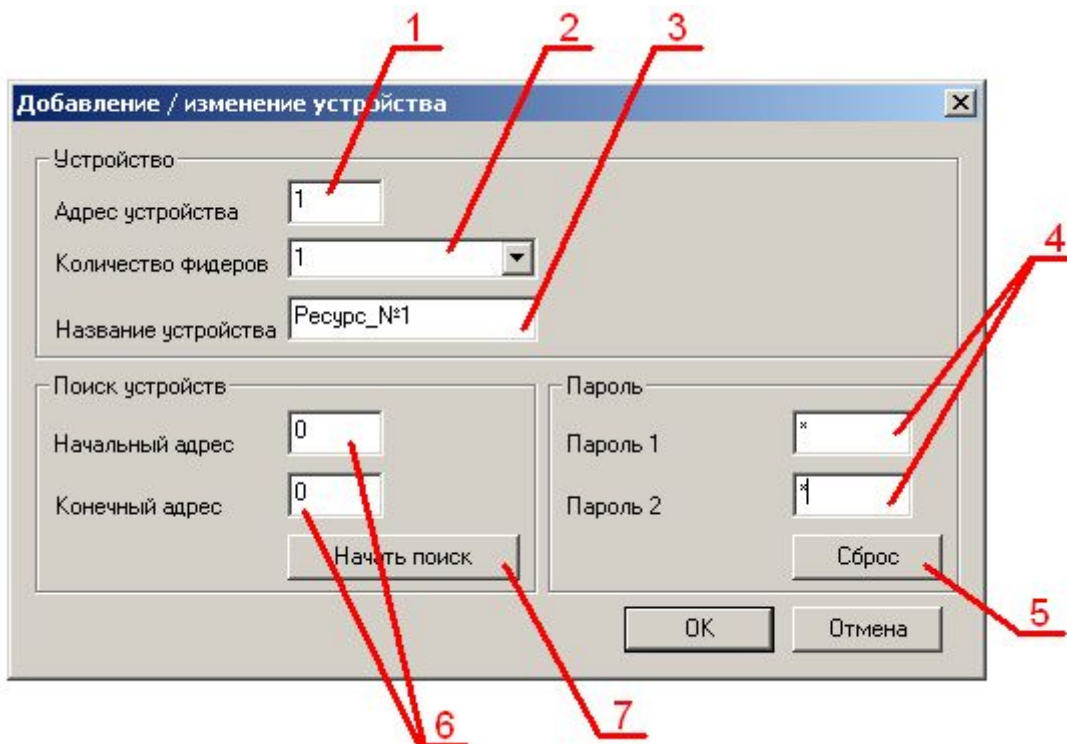 1 2 3
Добавление / изменение устройства
Устройство
Адрес устройства 1
Количество фидеров 1
Название устройства Ресурс_№1
4
Поиск устройств
Начальный адрес 0
Конечный адрес 0
Начать поиск
Пароль
Пароль 1 *
Пароль 2 *
Сброс
5
OK Отмена
6 7